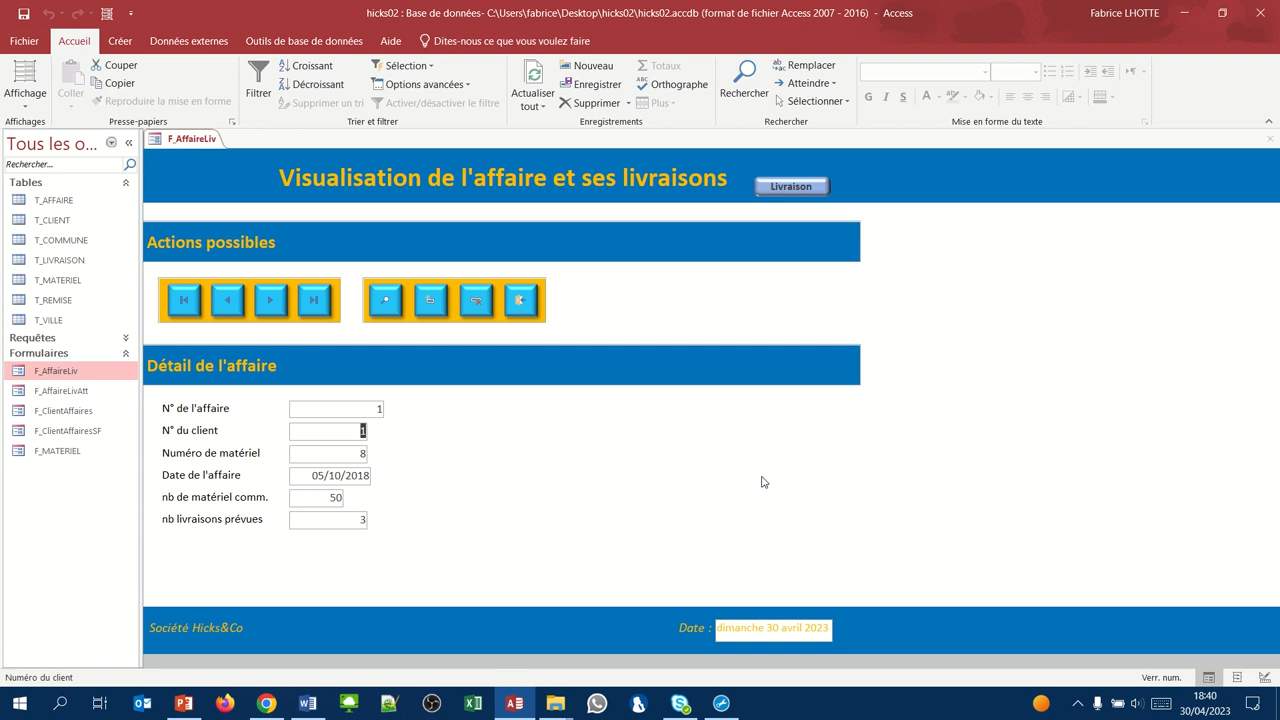 hicks02 : Base de données- C:\Users\fabrice\Desktop\hicks02\hicks02.accdb (format de fichier Access 2007 - 2016) - Access
Fabrice LHOTTE
Fichier
Accueil
Créer
Données externes
Outils de base de données
Aide
Dites-nous ce que vous voulez faire
Affichage
Coller
Couper
Copier
Reproduire la mise en forme
Filtrer
Croissant
Décroissant
Supprimer un tri
Sélection
Options avancées
Activer/désactiver le filtre
Actualiser
tout
Nouveau
Enregistrer
Supprimer
Totaux
Orthographe
Plus
Rechercher
Remplacer
Atteindre
Sélectionner
G I S
Affichages
Presse-papiers
Trier et filtrer
Enregistrements
Rechercher
Mise en forme du texte
Tous les o...
Rechercher...
Tables
T_AFFAIRE
T_CLIENT
T_COMMUNE
T_LIVRAISON
T_MATERIEL
T_REMISE
T_VILLE
Requêtes
Formulaires
F_AffaireLiv
F_AffaireLivAtt
F_ClientAffaires
F_ClientAffairesSF
F_MATERIEL
F_AffaireLiv
Visualisation de l'affaire et ses livraisons
Livraison
Actions possibles
Détail de l'affaire
N° de l'affaire 1
N° du client 1
Numéro de matériel 8
Date de l'affaire 05/10/2018
nb de matériel comm. 50
nb livraisons prévues 3
Société Hicks&Co
Date : dimanche 30 avril 2023
Numéro du client
Verr. num.
18:40
30/04/2023